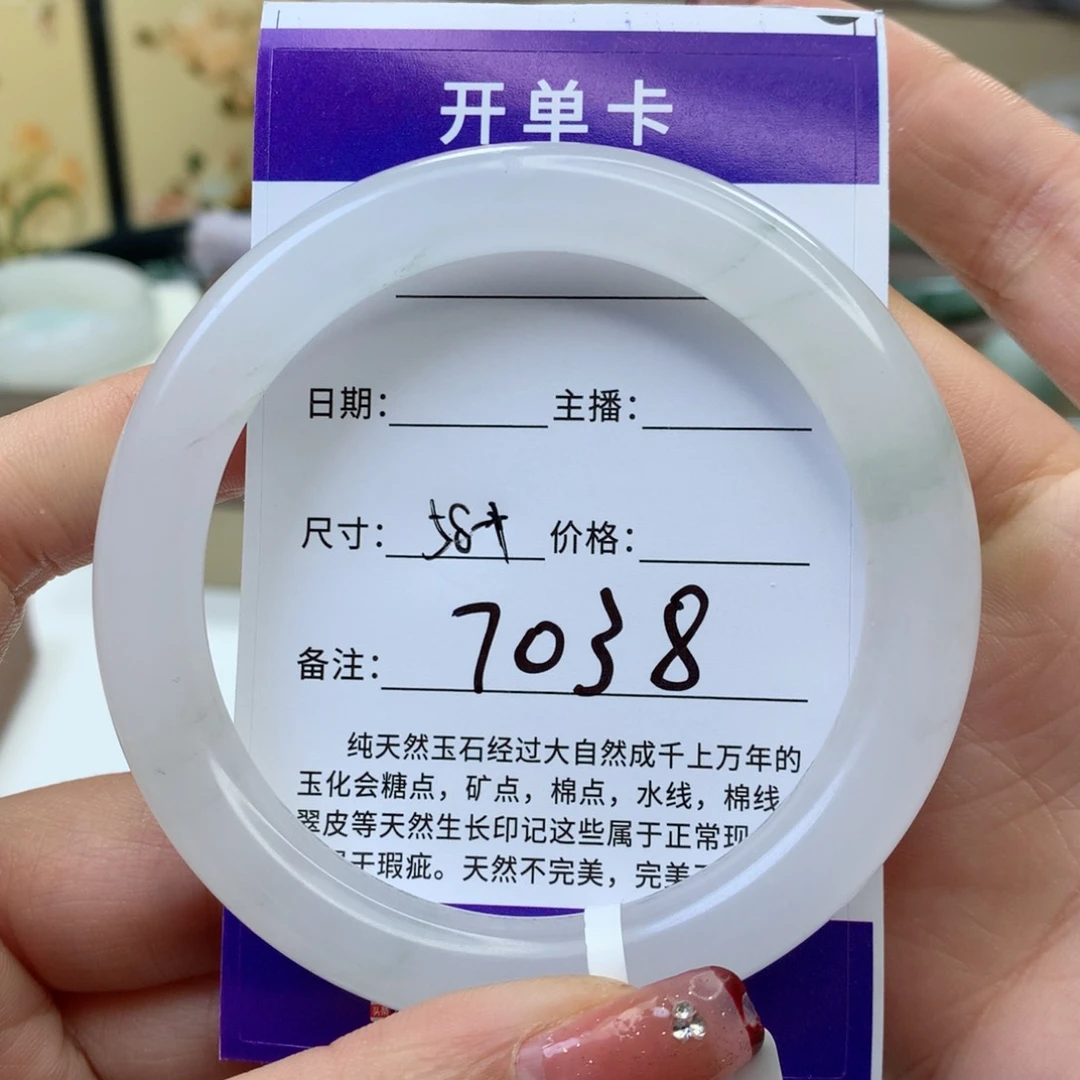 开单卡
日期： 主播：
尺寸：58+ 价格：
备注：7038
纯天然玉石经过大自然成千上万年的
玉化会糖点，矿点，棉点，水线，棉线
翠皮等天然生长印记这些属于正常现
于瑕疵。天然不完美，完美